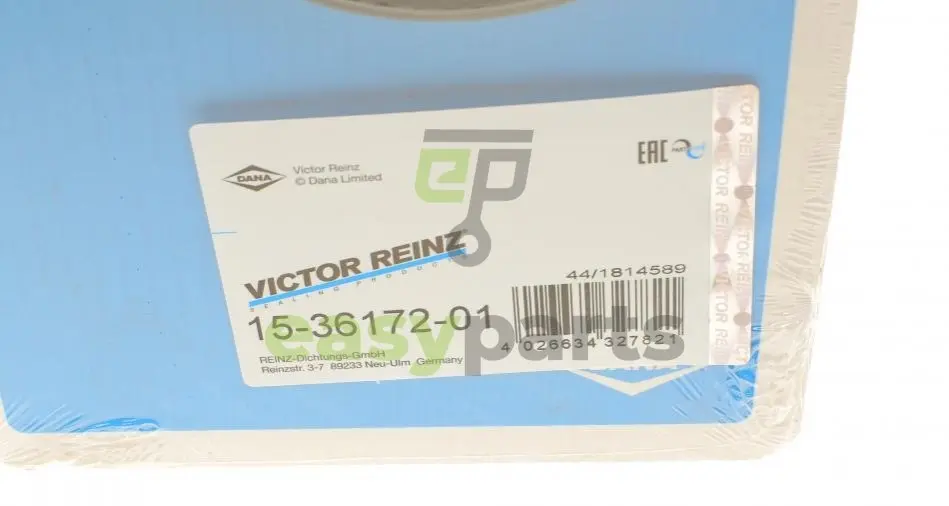 DANA
Victor Reinz
© Dana Limited
EAC
ep
VICTOR REINZ
SEALING PRODUCTS
44/1814589
15-36172-01
easyparts
4 026634 327821
REINZ-Dichtungs-GmbH
Reinzstr. 3-7 89233 Neu-Ulm Germany
VICTOR REINZ
VICTOR REINZ